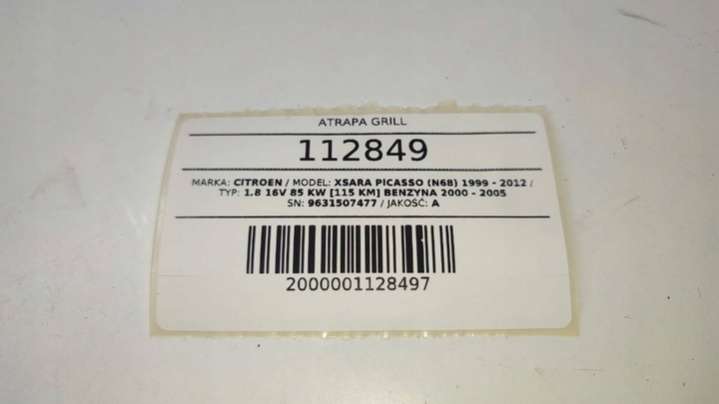 ATRAPA GRILL
112849
MARKA: CITROEN / MODEL: XSARA PICASSO (N68) 1999 - 2012 /
TYP: 1.8 16V 85 KW [115 KM] BENZYNA 2000 - 2005
SN: 9631507477 / JAKOŚĆ: A
2000001128497